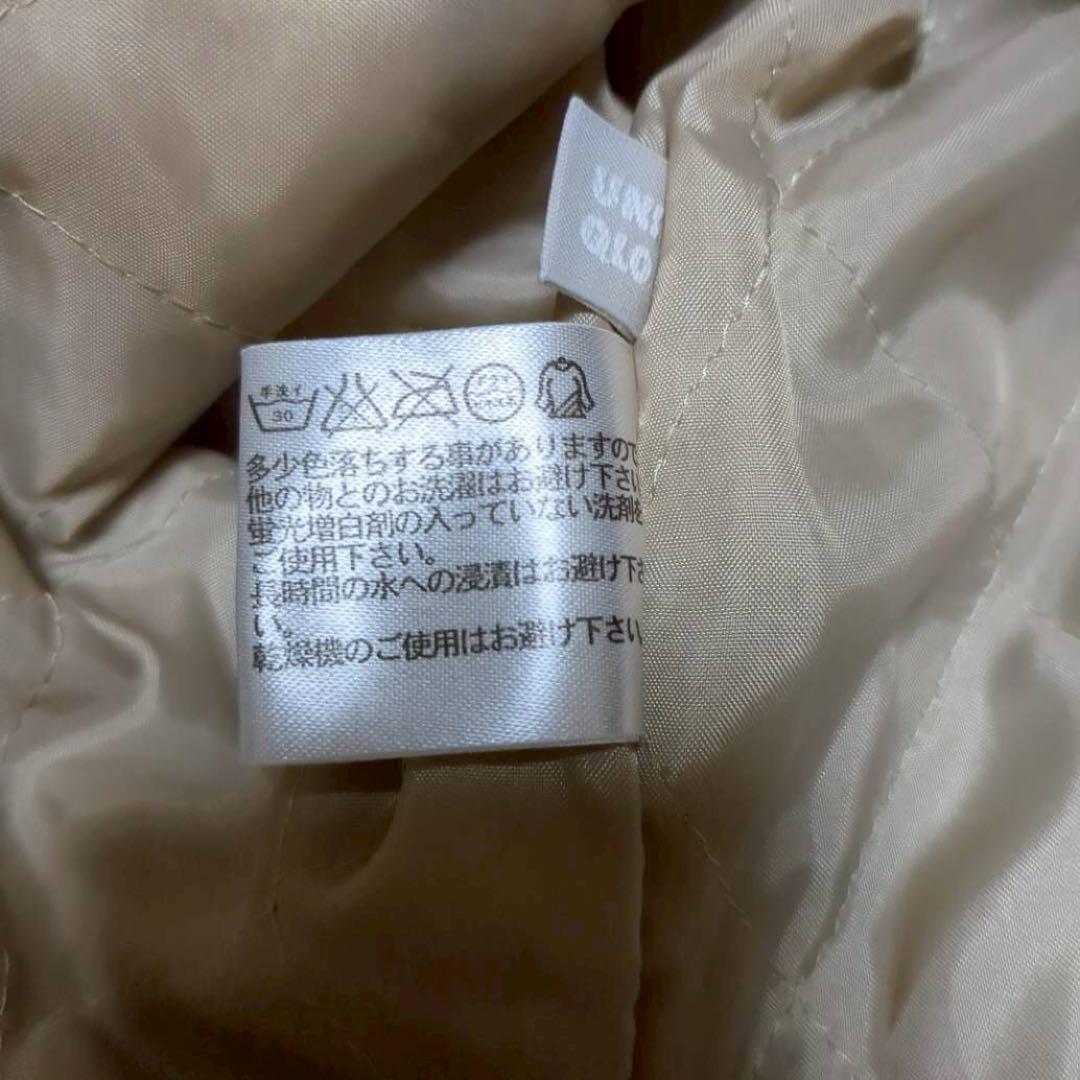 UNI
QLO
手洗イ
30
多少色落ちする事がありますので
他の物とのお洗濯はお避け下さい
蛍光増白剤の入っていない洗剤を
ご使用下さい。
長時間の水への浸漬はお避け下さ
い。
乾燥機のご使用はお避け下さい